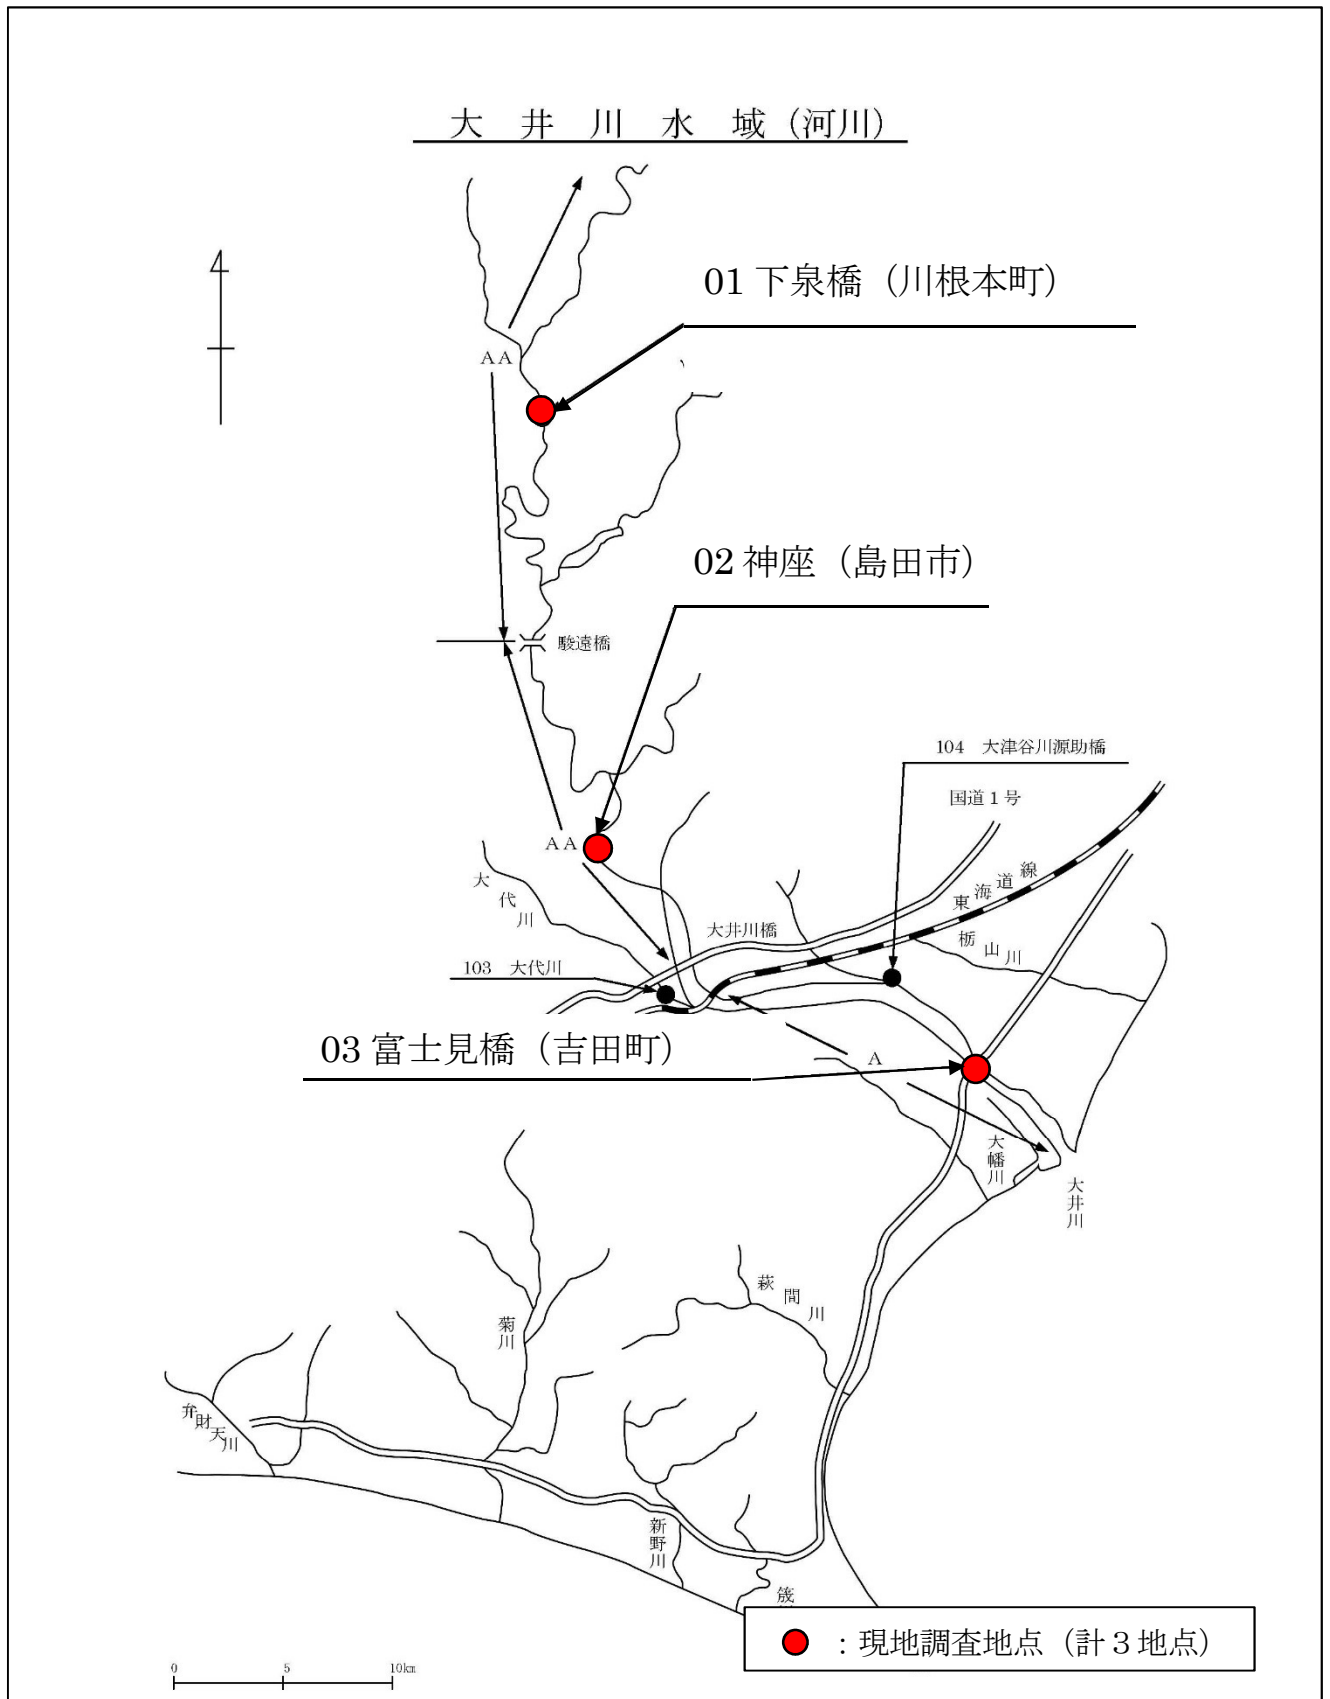 大井川水域(河川)
01 下泉橋（川根本町）
AA
02 神座（島田市）
駿遠橋
104 大津谷川源助橋
国道1号
AA
大代川
東海道線
大井川橋
栃山川
103 大代川
03 富士見橋（吉田町）
A
大幡川
大井川
萩間川
菊川
弁財天川
新野川
筬
：現地調査地点（計３地点）
0 5 10km